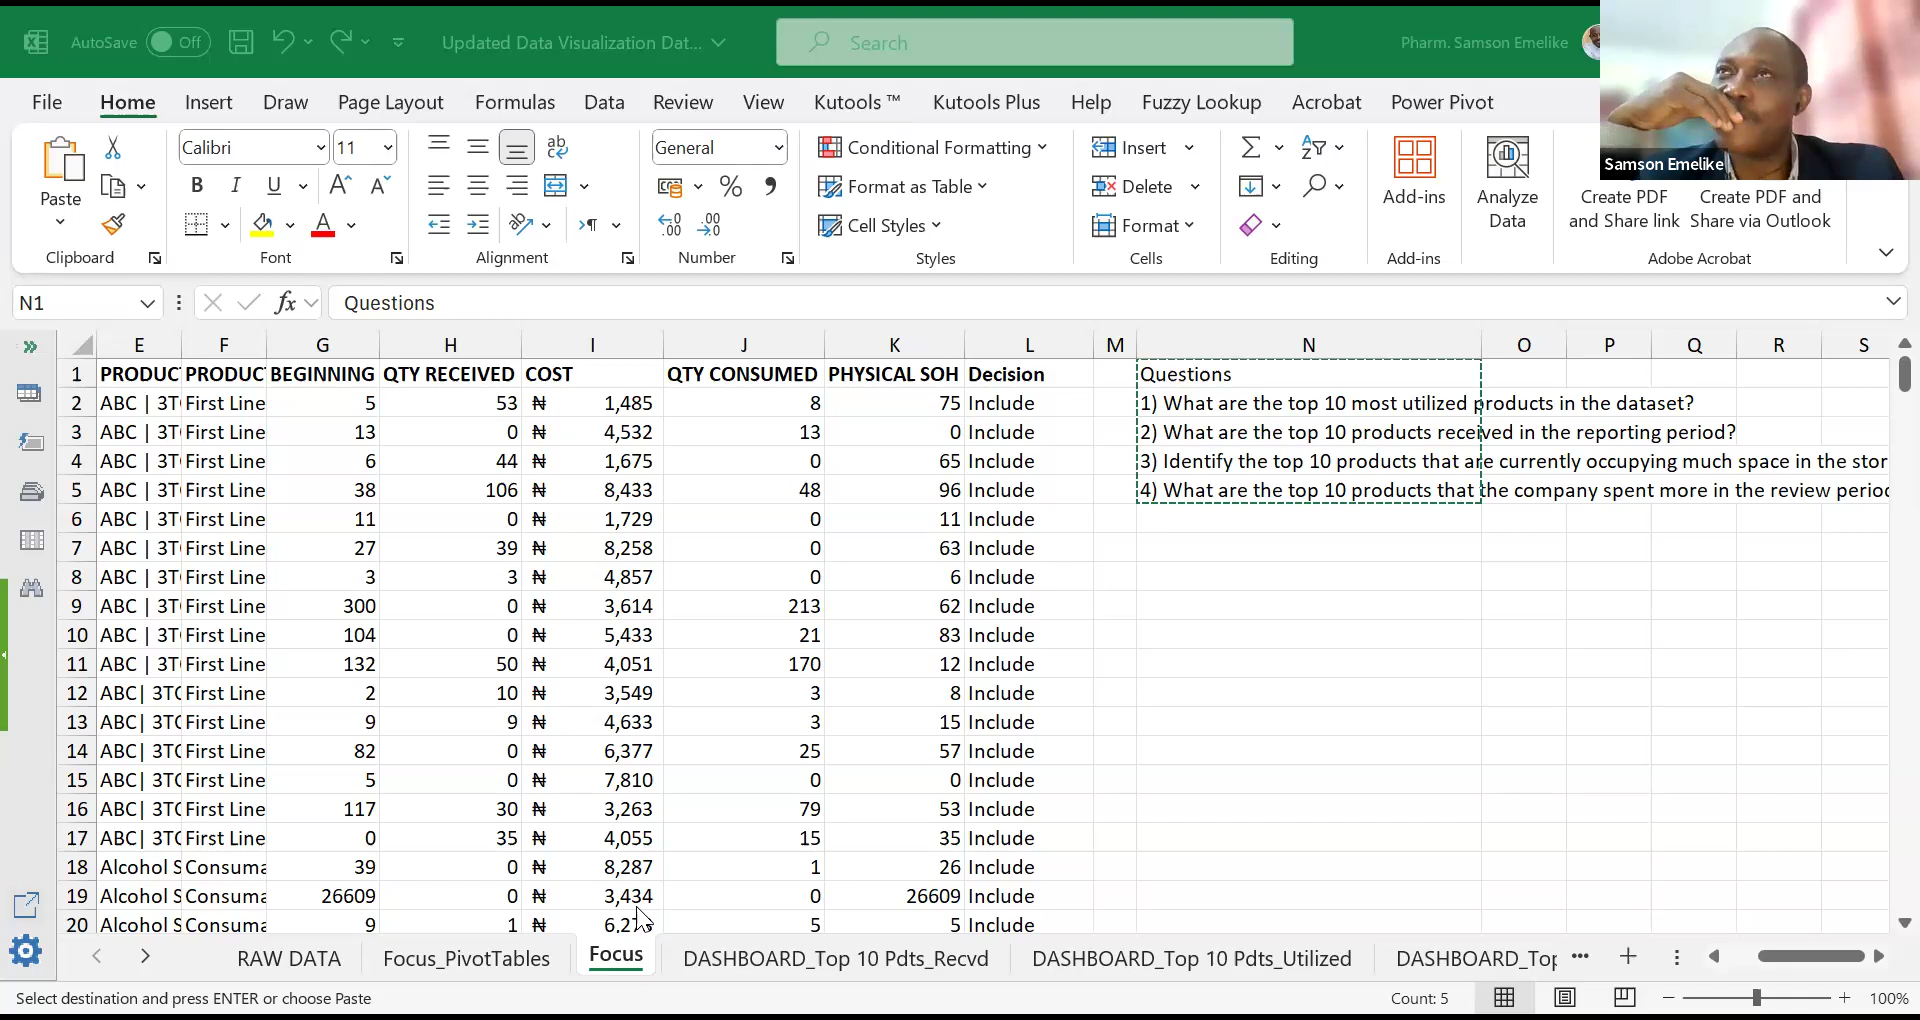 AutoSave Off Updated Data Visualization Dat... Search Pharm. Samson Emelike
File Home Insert Draw Page Layout Formulas Data Review View Kutools ™ Kutools Plus Help Fuzzy Lookup Acrobat Power Pivot
Samson Emelike
Calibri 11 General Conditional Formatting Insert
Paste Format as Table Delete Add-ins Analyze Data Create PDF and Share link Create PDF and Share via Outlook
Cell Styles Format
Clipboard Font Alignment Number Styles Cells Editing Add-ins Adobe Acrobat
N1 fx Questions
E F G H I J K L M N O P Q R S
1 PRODUC PRODUC BEGINNING QTY RECEIVED COST QTY CONSUMED PHYSICAL SOH Decision Questions
2 ABC | 3T First Line 5 53 ₦ 1,485 8 75 Include 1) What are the top 10 most utilized products in the dataset?
3 ABC | 3T First Line 13 0 ₦ 4,532 13 0 Include 2) What are the top 10 products received in the reporting period?
4 ABC | 3T First Line 6 44 ₦ 1,675 0 65 Include 3) Identify the top 10 products that are currently occupying much space in the stor
5 ABC | 3T First Line 38 106 ₦ 8,433 48 96 Include 4) What are the top 10 products that the company spent more in the review perio
6 ABC | 3T First Line 11 0 ₦ 1,729 0 11 Include
7 ABC | 3T First Line 27 39 ₦ 8,258 0 63 Include
8 ABC | 3T First Line 3 3 ₦ 4,857 0 6 Include
9 ABC | 3T First Line 300 0 ₦ 3,614 213 62 Include
10 ABC | 3T First Line 104 0 ₦ 5,433 21 83 Include
11 ABC | 3T First Line 132 50 ₦ 4,051 170 12 Include
12 ABC| 3TC First Line 2 10 ₦ 3,549 3 8 Include
13 ABC| 3TC First Line 9 9 ₦ 4,633 3 15 Include
14 ABC| 3TC First Line 82 0 ₦ 6,377 25 57 Include
15 ABC| 3TC First Line 5 0 ₦ 7,810 0 0 Include
16 ABC| 3TC First Line 117 30 ₦ 3,263 79 53 Include
17 ABC| 3TC First Line 0 35 ₦ 4,055 15 35 Include
18 Alcohol S Consuma 39 0 ₦ 8,287 1 26 Include
19 Alcohol S Consuma 26609 0 ₦ 3,434 0 26609 Include
20 Alcohol S Consuma 9 1 ₦ 5 5 Include
RAW DATA Focus_PivotTables Focus DASHBOARD_Top 10 Pdts_Recvd DASHBOARD_Top 10 Pdts_Utilized DASHBOARD_Top ...
Select destination and press ENTER or choose Paste Count: 5 100%